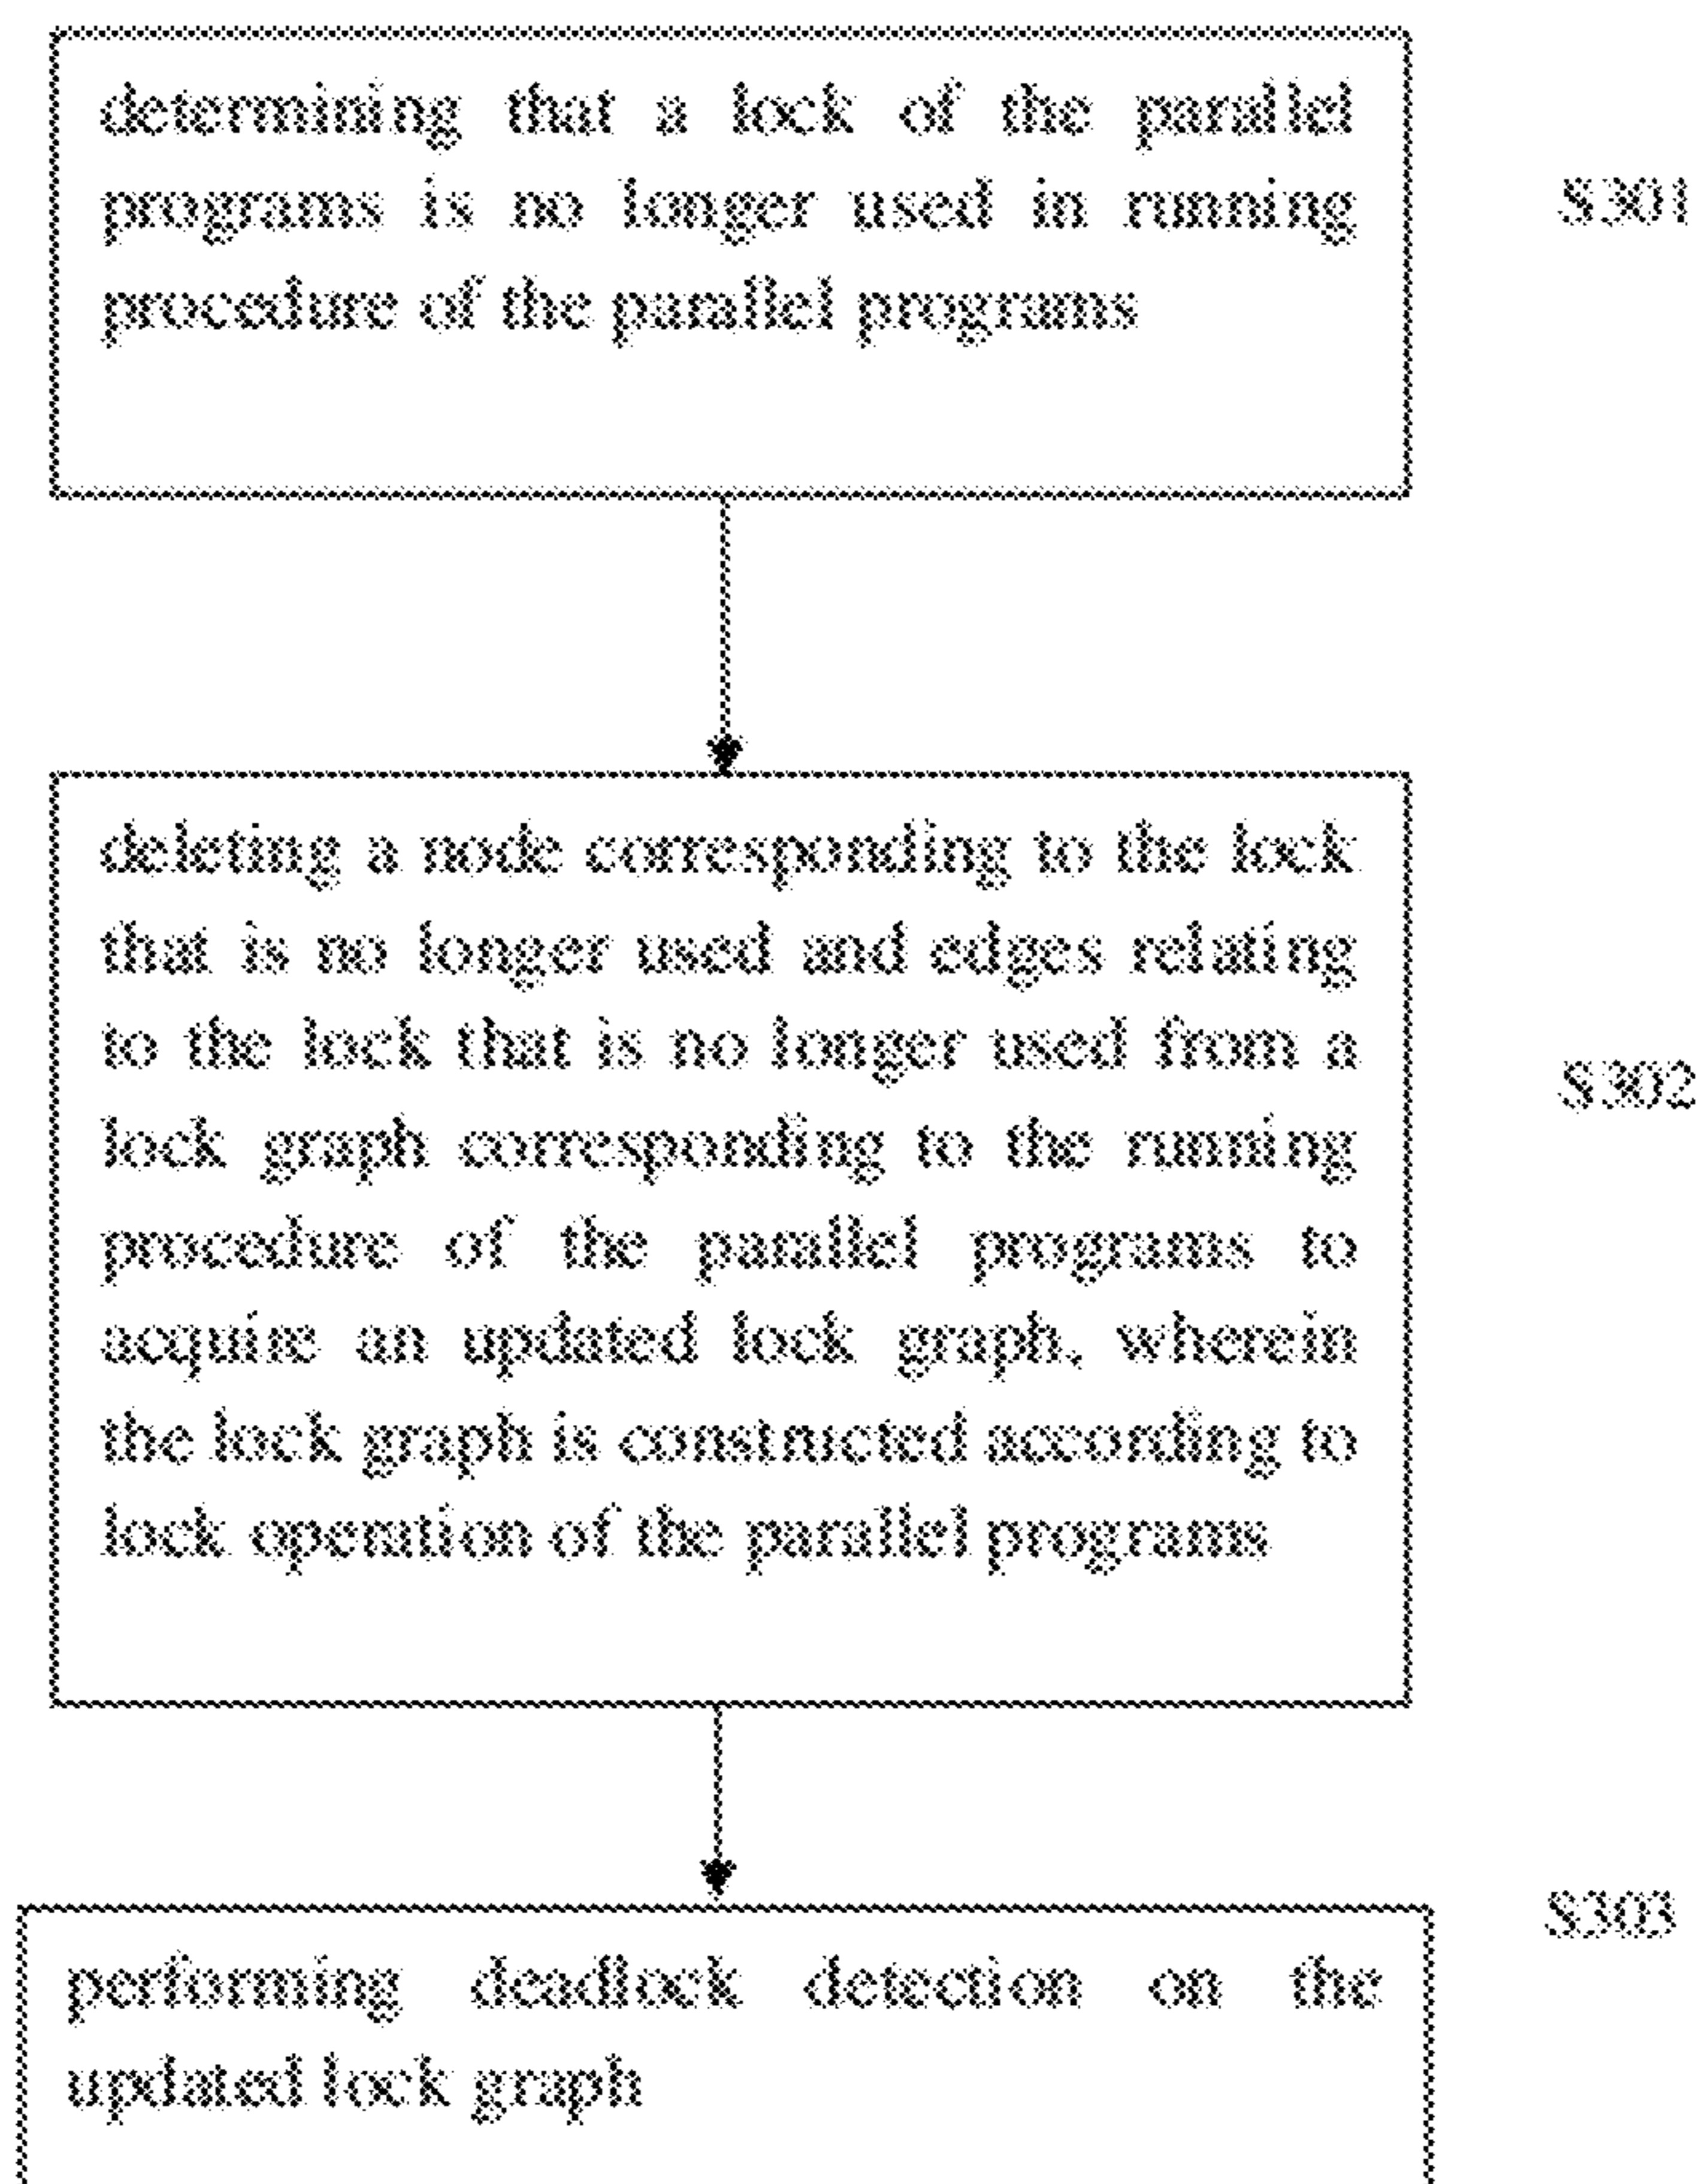 determining that a lock of the parallel
programs is no longer used in running
procedure of the parallel programs
S301
deleting a node corresponding to the lock
that is no longer used and edges relating
to the lock that is no longer used from a
lock graph corresponding to the running
procedure of the parallel programs to
acquire an updated lock graph, wherein
the lock graph is constructed according to
lock operation of the parallel programs
S302
performing deadlock detection on the
updated lock graph
S303